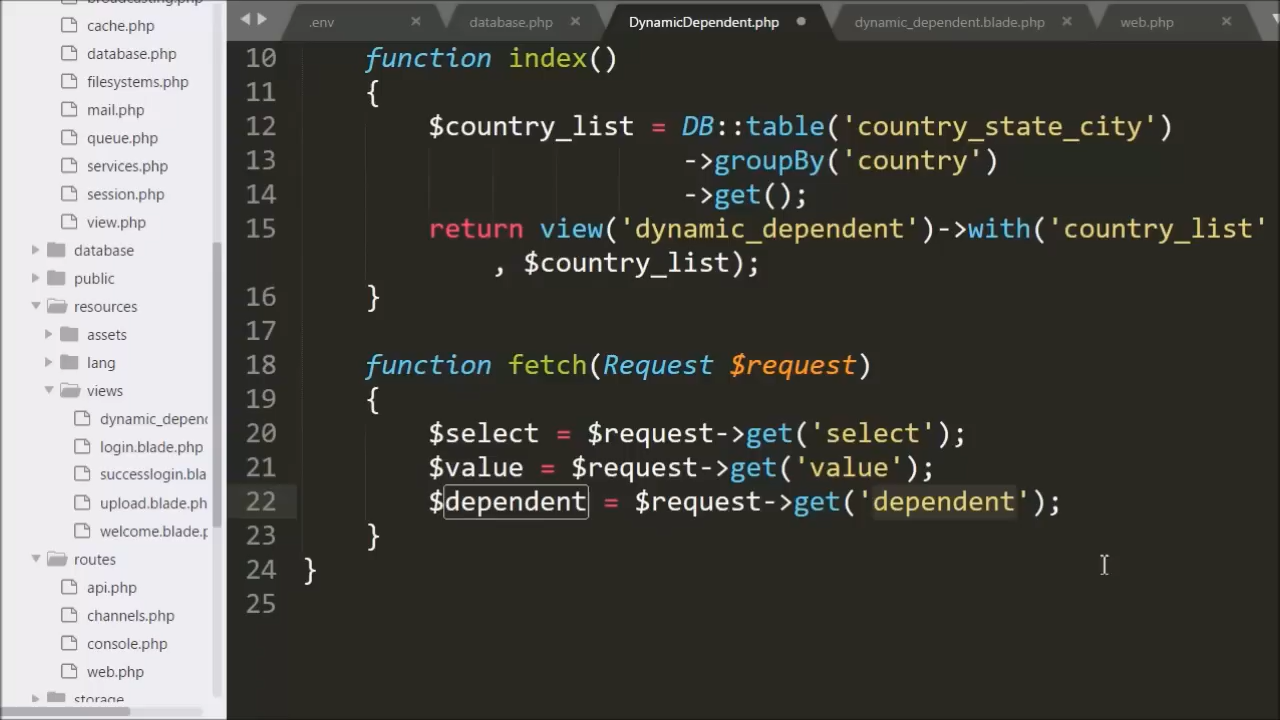 broadcasting.php
cache.php
database.php
filesystems.php
mail.php
queue.php
services.php
session.php
view.php
database
public
resources
assets
lang
views
dynamic_depend
login.blade.php
successlogin.bla
upload.blade.ph
welcome.blade.p
routes
api.php
channels.php
console.php
web.php
storage
.env × database.php × DynamicDependent.php dynamic_dependent.blade.php × web.php ×
10 function index()
11 {
12 $country_list = DB::table('country_state_city')
13 ->groupBy('country')
14 ->get();
15 return view('dynamic_dependent')->with('country_list'
, $country_list);
16 }
17
18 function fetch(Request $request)
19 {
20 $select = $request->get('select');
21 $value = $request->get('value');
22 $dependent = $request->get('dependent');
23 }
24 }
25